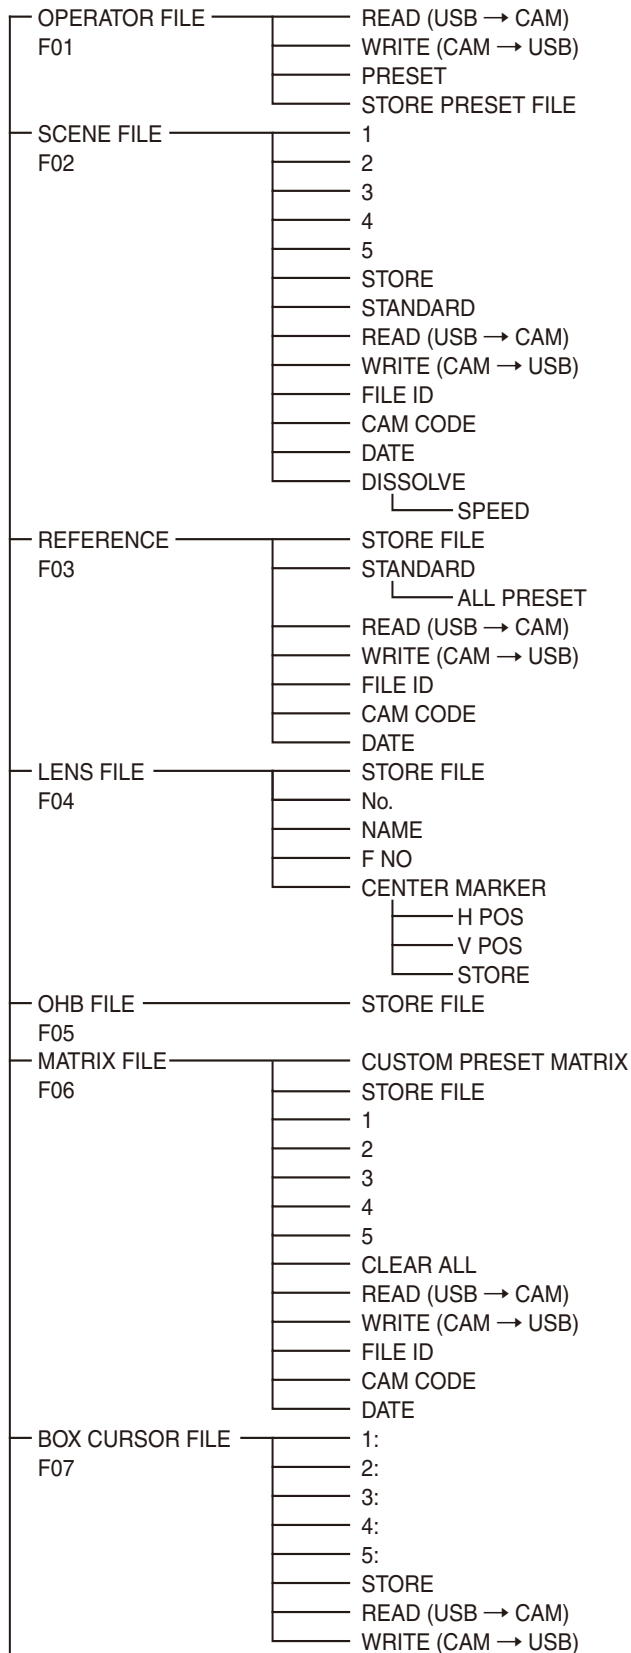 OPERATOR FILE READ (USB → CAM)
F01 WRITE (CAM → USB)
PRESET
STORE PRESET FILE
SCENE FILE 1
F02 2
3
4
5
STORE
STANDARD
READ (USB → CAM)
WRITE (CAM → USB)
FILE ID
CAM CODE
DATE
DISSOLVE
SPEED
REFERENCE STORE FILE
F03 STANDARD
ALL PRESET
READ (USB → CAM)
WRITE (CAM → USB)
FILE ID
CAM CODE
DATE
LENS FILE STORE FILE
F04 No.
NAME
F NO
CENTER MARKER
H POS
V POS
STORE
OHB FILE STORE FILE
F05
MATRIX FILE CUSTOM PRESET MATRIX
F06 STORE FILE
1
2
3
4
5
CLEAR ALL
READ (USB → CAM)
WRITE (CAM → USB)
FILE ID
CAM CODE
DATE
BOX CURSOR FILE 1:
F07 2:
3:
4:
5:
STORE
READ (USB → CAM)
WRITE (CAM → USB)